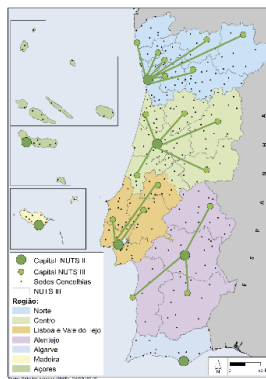 E S P A N H A
Capital NUTS II
Capital NUTS III
Sedes Concelhias
NUTS III
Região:
Norte
Centro
Lisboa e Vale do Tejo
Alentejo
Algarve
Madeira
Açores